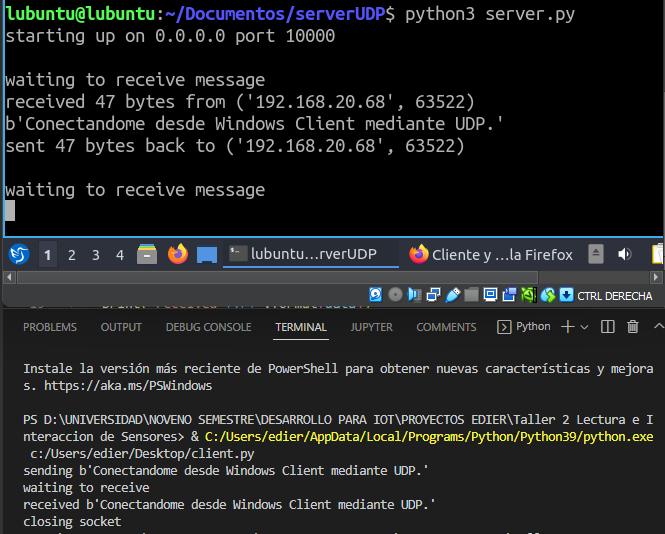 lubuntu@lubuntu:~/Documentos/serverUDP$ python3 server.py
starting up on 0.0.0.0 port 10000
waiting to receive message
received 47 bytes from ('192.168.20.68', 63522)
b'Conectandome desde Windows Client mediante UDP.'
sent 47 bytes back to ('192.168.20.68', 63522)
waiting to receive message
1 2 3 4 lubuntu...rverUDP Cliente y ...la Firefox
CTRL DERECHA
PROBLEMS OUTPUT DEBUG CONSOLE TERMINAL JUPYTER COMMENTS Python
Instale la versión más reciente de PowerShell para obtener nuevas características y mejora
s. https://aka.ms/PSWindows
PS D:\UNIVERSIDAD\NOVENO SEMESTRE\DESARROLLO PARA IOT\PROYECTOS EDIER\Taller 2 Lectura e I
nteraccion de Sensores> & C:/Users/edier/AppData/Local/Programs/Python/Python39/python.exe
c:/Users/edier/Desktop/client.py
sending b'Conectandome desde Windows Client mediante UDP.'
waiting to receive
received b'Conectandome desde Windows Client mediante UDP.'
closing socket